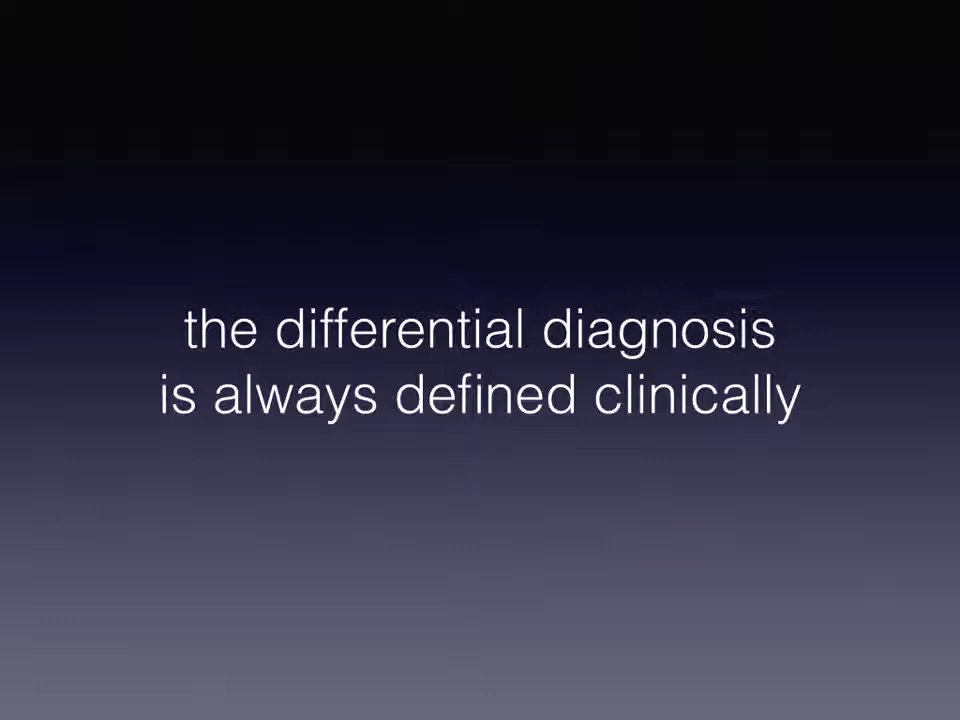 the differential diagnosis
is always defined clinically